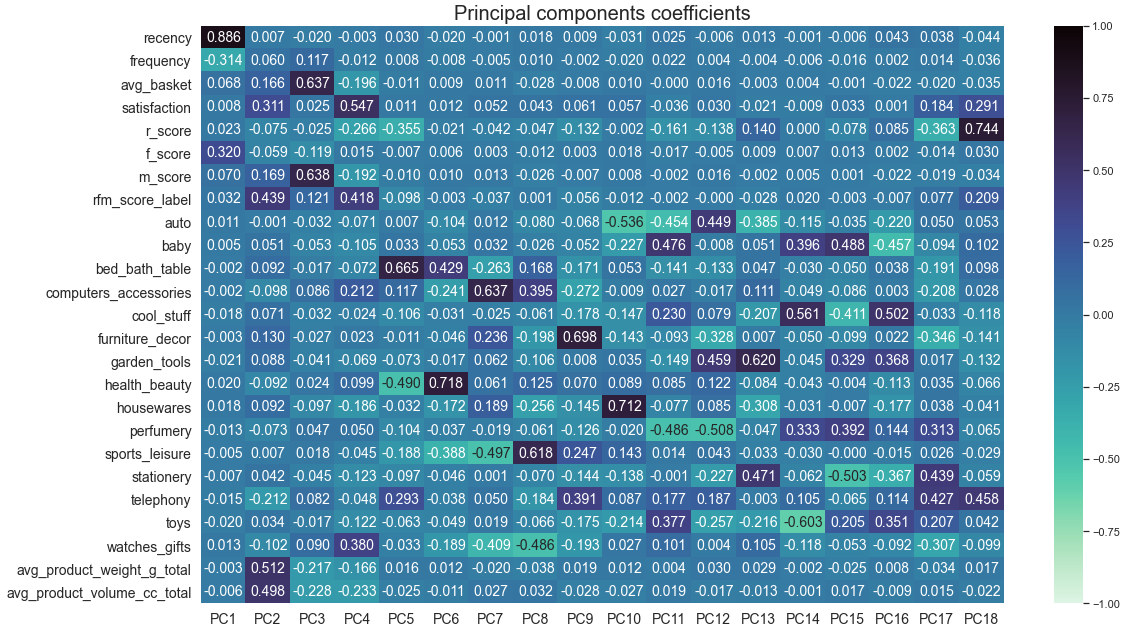 Principal components coefficients
recency 0.886 0.007 -0.020 -0.003 0.030 -0.020 -0.001 0.018 0.009 -0.031 0.025 -0.006 0.013 -0.001 -0.006 0.043 0.038 -0.044
frequency -0.314 0.060 0.117 -0.012 0.008 -0.008 -0.005 0.010 -0.002 -0.020 0.022 0.004 -0.004 -0.006 -0.016 0.002 0.014 -0.036
avg_basket 0.068 0.166 0.637 -0.196 -0.011 0.009 0.011 -0.028 -0.008 0.010 -0.000 0.016 -0.003 0.004 -0.001 -0.022 -0.020 -0.035
satisfaction 0.008 0.311 0.025 0.547 0.011 0.012 0.052 0.043 0.061 0.057 -0.036 0.030 -0.021 -0.009 0.033 0.001 0.184 0.291
r_score 0.023 -0.075 -0.025 -0.266 -0.355 -0.021 -0.042 -0.047 -0.132 -0.002 -0.161 -0.138 0.140 0.000 -0.078 0.085 -0.363 0.744
f_score 0.320 -0.059 -0.119 0.015 -0.007 0.006 0.003 -0.012 0.003 0.018 -0.017 -0.005 0.009 0.007 0.013 0.002 -0.014 0.030
m_score 0.070 0.169 0.638 -0.192 -0.010 0.010 0.013 -0.026 -0.007 0.008 -0.002 0.016 -0.002 0.005 0.001 -0.022 -0.019 -0.034
rfm_score_label 0.032 0.439 0.121 0.418 -0.098 -0.003 -0.037 0.001 -0.056 -0.012 -0.002 -0.000 -0.028 0.020 -0.003 -0.007 0.077 0.209
auto 0.011 -0.001 -0.032 -0.071 0.007 -0.104 0.012 -0.080 -0.068 -0.536 -0.454 0.449 -0.385 -0.115 -0.035 -0.220 0.050 0.053
baby 0.005 0.051 -0.053 -0.105 0.033 -0.053 0.032 -0.026 -0.052 -0.227 0.476 -0.008 0.051 0.396 0.488 -0.457 -0.094 0.102
bed_bath_table -0.002 0.092 -0.017 -0.072 0.665 0.429 -0.263 0.168 -0.171 0.053 -0.141 -0.133 0.047 -0.030 -0.050 0.038 -0.191 0.098
computers_accessories -0.002 -0.098 0.086 0.212 0.117 -0.241 0.637 0.395 -0.272 -0.009 0.027 -0.017 0.111 -0.049 -0.086 0.003 -0.208 0.028
cool_stuff -0.018 0.071 -0.032 -0.024 -0.106 -0.031 -0.025 -0.061 -0.178 -0.147 0.230 0.079 -0.207 0.561 -0.411 0.502 -0.033 -0.118
furniture_decor -0.003 0.130 -0.027 0.023 -0.011 -0.046 0.236 -0.198 0.698 -0.143 -0.093 -0.328 0.007 -0.050 -0.099 0.022 -0.346 -0.141
garden_tools -0.021 0.088 -0.041 -0.069 -0.073 -0.017 0.062 -0.106 0.008 0.035 -0.149 0.459 0.620 -0.045 0.329 0.368 0.017 -0.132
health_beauty 0.020 -0.092 0.024 0.099 -0.490 0.718 0.061 0.125 0.070 0.089 0.085 0.122 -0.084 -0.043 -0.004 -0.113 0.035 -0.066
housewares 0.018 0.092 -0.097 -0.186 -0.032 -0.172 0.189 -0.256 -0.145 0.712 -0.077 0.085 -0.308 -0.031 -0.007 -0.177 0.038 -0.041
perfumery -0.013 -0.073 0.047 0.050 -0.104 -0.037 -0.019 -0.061 -0.126 -0.020 -0.486 -0.508 -0.047 0.333 0.392 0.144 0.313 -0.065
sports_leisure -0.005 0.007 0.018 -0.045 -0.188 -0.388 -0.497 0.618 0.247 0.143 0.014 0.043 -0.033 -0.030 -0.000 -0.015 0.026 -0.029
stationery -0.007 0.042 -0.045 -0.123 -0.097 -0.046 0.001 -0.070 -0.144 -0.138 -0.001 -0.227 0.471 -0.062 -0.503 -0.367 0.439 -0.059
telephony -0.015 -0.212 0.082 -0.048 0.293 -0.038 0.050 -0.184 0.391 0.087 0.177 0.187 -0.003 0.105 -0.065 0.114 0.427 0.458
toys -0.020 0.034 -0.017 -0.122 -0.063 -0.049 0.019 -0.066 -0.175 -0.214 0.377 -0.257 -0.216 -0.603 0.205 0.351 0.207 0.042
watches_gifts 0.013 -0.102 0.090 0.380 -0.033 -0.189 -0.409 -0.486 -0.193 0.027 0.101 0.004 0.105 -0.118 -0.053 -0.092 -0.307 -0.099
avg_product_weight_g_total -0.003 0.512 -0.217 -0.166 0.016 0.012 -0.020 -0.038 0.019 0.012 0.004 0.030 0.029 -0.002 -0.025 0.008 -0.034 0.017
avg_product_volume_cc_total -0.006 0.498 -0.228 -0.233 -0.025 -0.011 0.027 0.032 -0.028 -0.027 0.019 -0.017 -0.013 -0.001 0.017 -0.009 0.015 -0.022
PC1 PC2 PC3 PC4 PC5 PC6 PC7 PC8 PC9 PC10 PC11 PC12 PC13 PC14 PC15 PC16 PC17 PC18
1.00
0.75
0.50
0.25
0.00
−0.25
−0.50
−0.75
−1.00